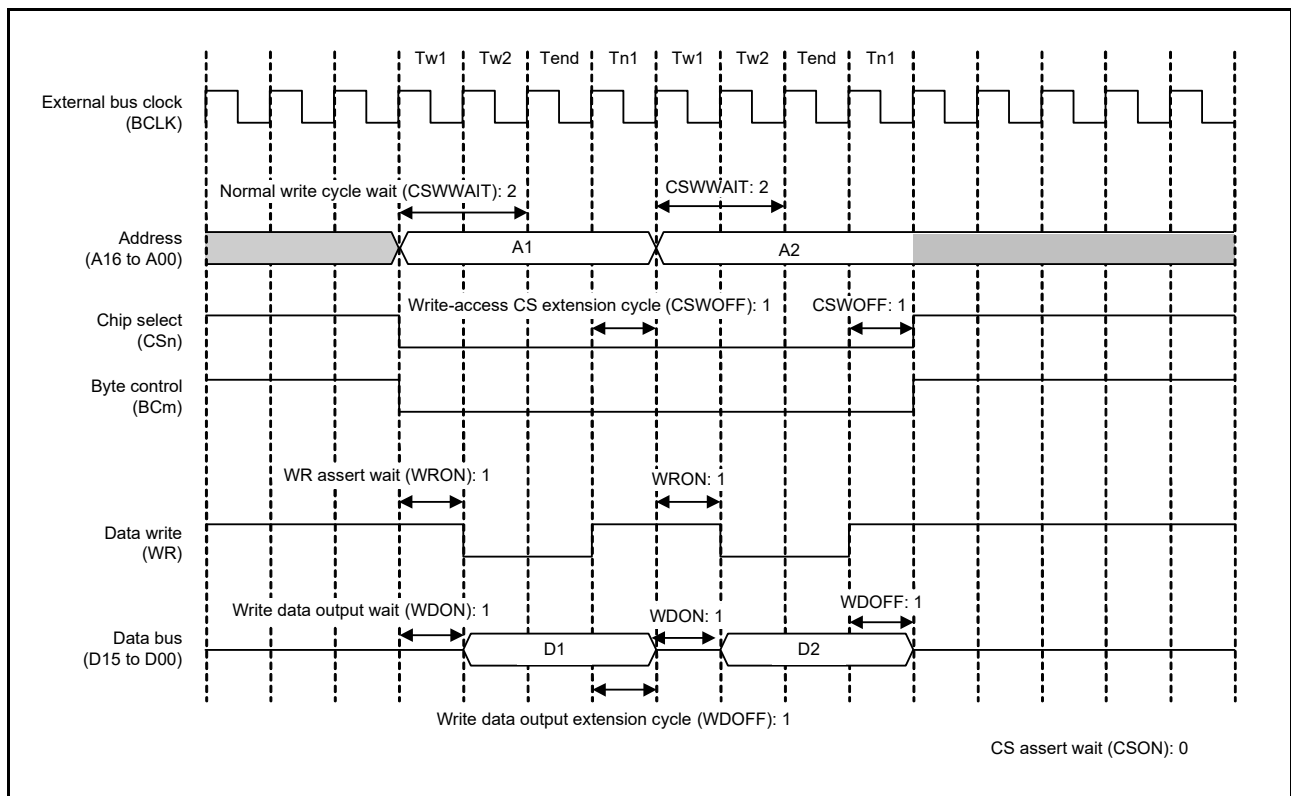 Tw1 Tw2 Tend Tn1 Tw1 Tw2 Tend Tn1
External bus clock
(BCLK)
Normal write cycle wait (CSWWAIT): 2
CSWWAIT: 2
Address
(A16 to A00)
A1
A2
Write-access CS extension cycle (CSWOFF): 1
CSWOFF: 1
Chip select
(CSn)
Byte control
(BCm)
WR assert wait (WRON): 1
WRON: 1
Data write
(WR)
Write data output wait (WDON): 1
WDON: 1
WDOFF: 1
Data bus
(D15 to D00)
D1
D2
Write data output extension cycle (WDOFF): 1
CS assert wait (CSON): 0